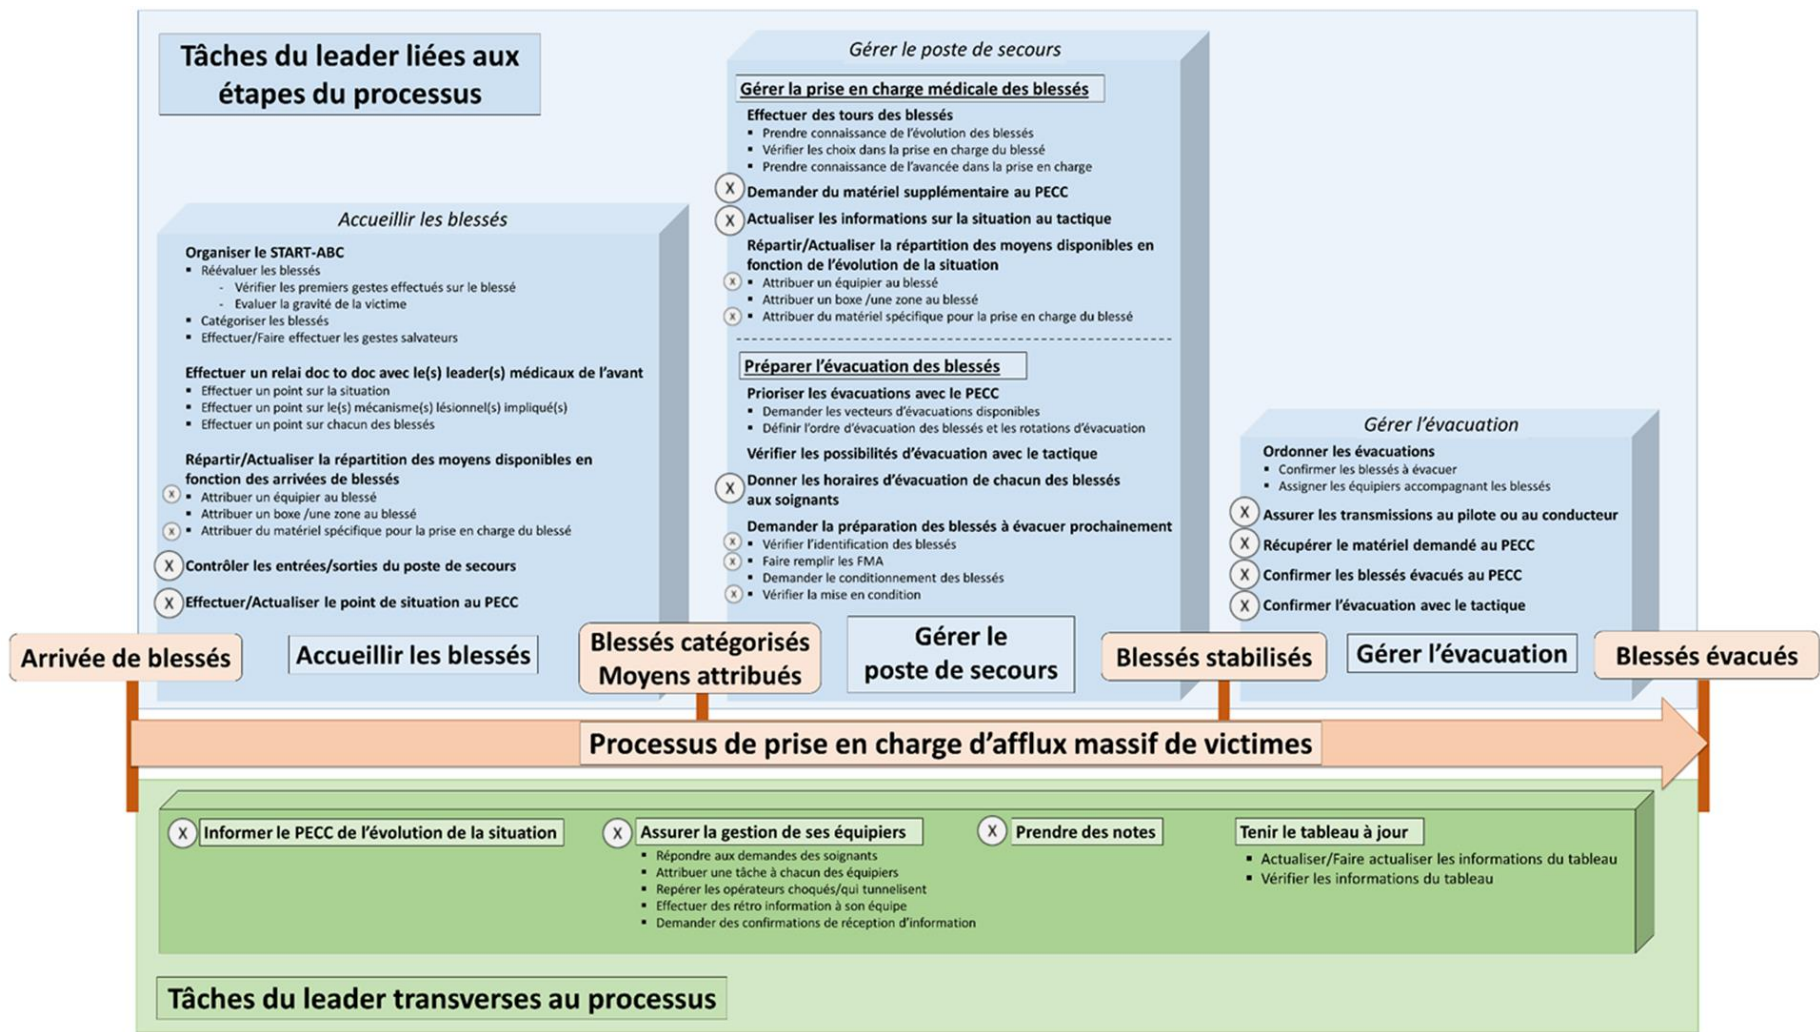 Tâches du leader liées aux
étapes du processus
Accueillir les blessés
Organiser le START-ABC
▪ Réévaluer les blessés
- Vérifier les premiers gestes effectués sur le blessé
- Evaluer la gravité de la victime
▪ Catégoriser les blessés
▪ Effectuer/Faire effectuer les gestes salvateurs
Effectuer un relai doc to doc avec le(s) leader(s) médicaux de l'avant
▪ Effectuer un point sur la situation
▪ Effectuer un point sur le(s) mécanisme(s) lésionnel(s) impliqué(s)
▪ Effectuer un point sur chacun des blessés
Répartir/Actualiser la répartition des moyens disponibles en
fonction des arrivées de blessés
X ▪ Attribuer un équipier au blessé
▪ Attribuer un boxe /une zone au blessé
X ▪ Attribuer du matériel spécifique pour la prise en charge du blessé
X Contrôler les entrées/sorties du poste de secours
X Effectuer/Actualiser le point de situation au PECC
Gérer le poste de secours
Gérer la prise en charge médicale des blessés
Effectuer des tours des blessés
▪ Prendre connaissance de l'évolution des blessés
▪ Vérifier les choix dans la prise en charge du blessé
▪ Prendre connaissance de l'avancée dans la prise en charge
X Demander du matériel supplémentaire au PECC
X Actualiser les informations sur la situation au tactique
Répartir/Actualiser la répartition des moyens disponibles en
fonction de l'évolution de la situation
X ▪ Attribuer un équipier au blessé
▪ Attribuer un boxe /une zone au blessé
X ▪ Attribuer du matériel spécifique pour la prise en charge du blessé
Préparer l'évacuation des blessés
Prioriser les évacuations avec le PECC
▪ Demander les vecteurs d'évacuations disponibles
▪ Définir l'ordre d'évacuation des blessés et les rotations d'évacuation
Vérifier les possibilités d'évacuation avec le tactique
X Donner les horaires d'évacuation de chacun des blessés
aux soignants
Demander la préparation des blessés à évacuer prochainement
X ▪ Vérifier l'identification des blessés
X ▪ Faire remplir les FMA
▪ Demander le conditionnement des blessés
X ▪ Vérifier la mise en condition
Gérer l'évacuation
Ordonner les évacuations
▪ Confirmer les blessés à évacuer
▪ Assigner les équipiers accompagnant les blessés
X Assurer les transmissions au pilote ou au conducteur
X Récupérer le matériel demandé au PECC
X Confirmer les blessés évacués au PECC
X Confirmer l'évacuation avec le tactique
Arrivée de blessés
Accueillir les blessés
Blessés catégorisés
Moyens attribués
Gérer le
poste de secours
Blessés stabilisés
Gérer l'évacuation
Blessés évacués
Processus de prise en charge d'afflux massif de victimes
X Informer le PECC de l'évolution de la situation
X Assurer la gestion de ses équipiers
▪ Répondre aux demandes des soignants
▪ Attribuer une tâche à chacun des équipiers
▪ Repérer les opérateurs choqués/qui tunnelisent
▪ Effectuer des rétro information à son équipe
▪ Demander des confirmations de réception d'information
X Prendre des notes
Tenir le tableau à jour
▪ Actualiser/Faire actualiser les informations du tableau
▪ Vérifier les informations du tableau
Tâches du leader transverses au processus